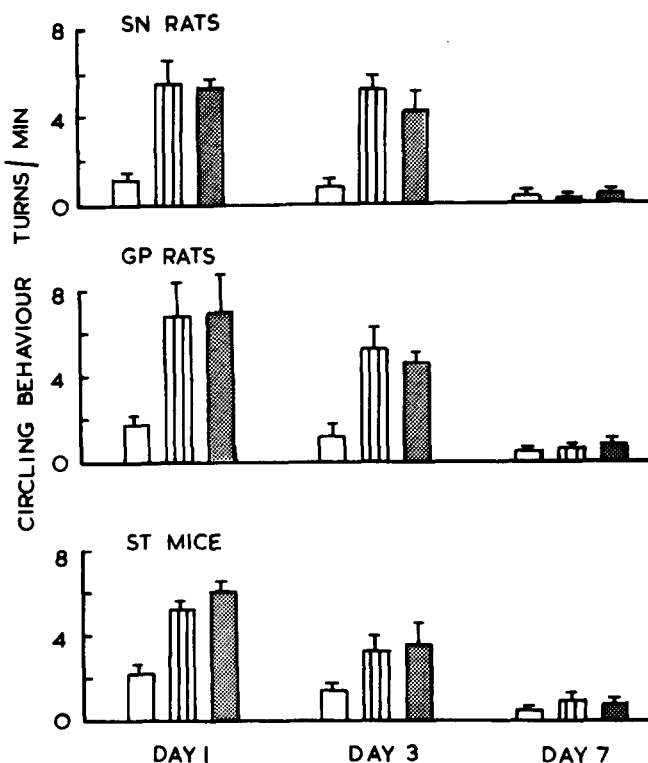 SN RATS
8
4
0
GP RATS
8
4
0
ST MICE
8
4
0
DAY 1
DAY 3
DAY 7
CIRCLING BEHAVIOUR TURNS/MIN